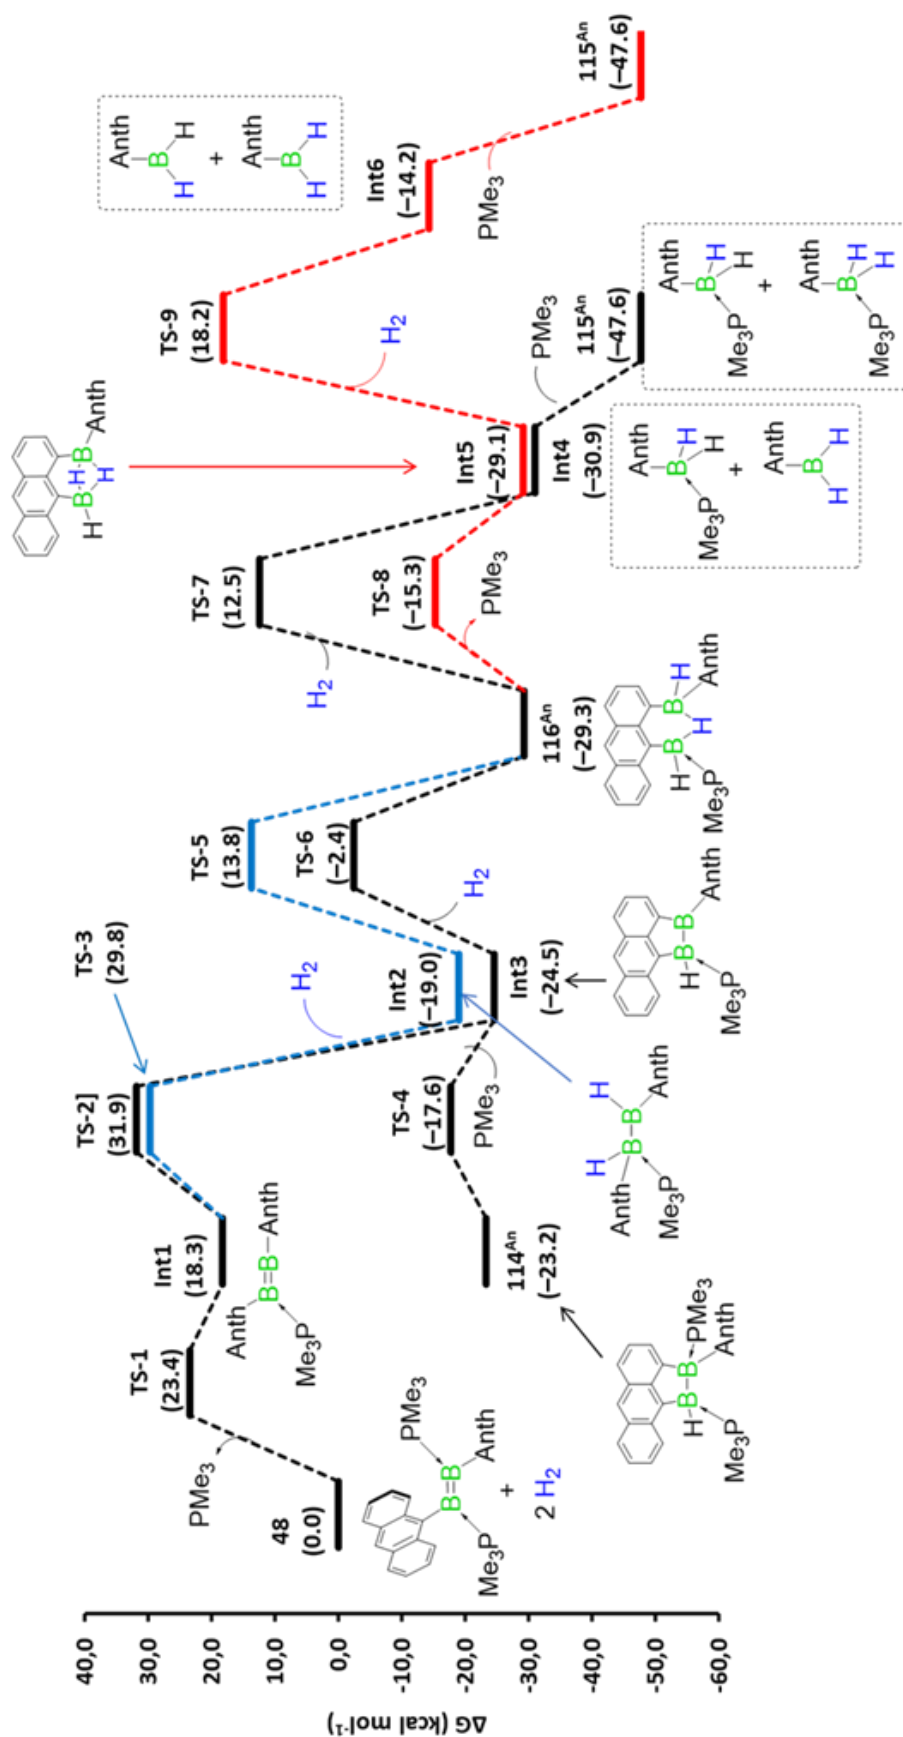 ΔG (kcal mol⁻¹)
40,0
30,0
20,0
10,0
0,0
-10,0
-20,0
-30,0
-40,0
-50,0
-60,0
48
(0.0)
PMe₃
B=B
PMe₃
Anth
Me₃P
+
2 H₂
TS-1
(23.4)
Int1
(18.3)
Anth
B=B-Anth
Me₃P
TS-2]
(31.9)
TS-3
(29.8)
H₂
114ᴬⁿ
(−23.2)
H
B-B
PMe₃
Anth
Me₃P
TS-4
(−17.6)
PMe₃
Int2
(−19.0)
H
H
Anth
B-B
Anth
Me₃P
Int3
(−24.5)
H
B-B
Anth
Me₃P
TS-5
(13.8)
TS-6
(−2.4)
H₂
116ᴬⁿ
(−29.3)
H
B
H
B
H
Anth
Me₃P
TS-7
(12.5)
H₂
TS-8
(−15.3)
PMe₃
H
B
H
H
B
Anth
Int5
(−29.1)
Int4
(−30.9)
Anth
B
H
H
Me₃P
+
Anth
B
H
H
PMe₃
115ᴬⁿ
(−47.6)
Anth
B
H
H
Me₃P
+
Anth
B
H
H
Me₃P
TS-9
(18.2)
H₂
Int6
(−14.2)
Anth
B
H
H
+
Anth
B
H
H
PMe₃
115ᴬⁿ
(−47.6)